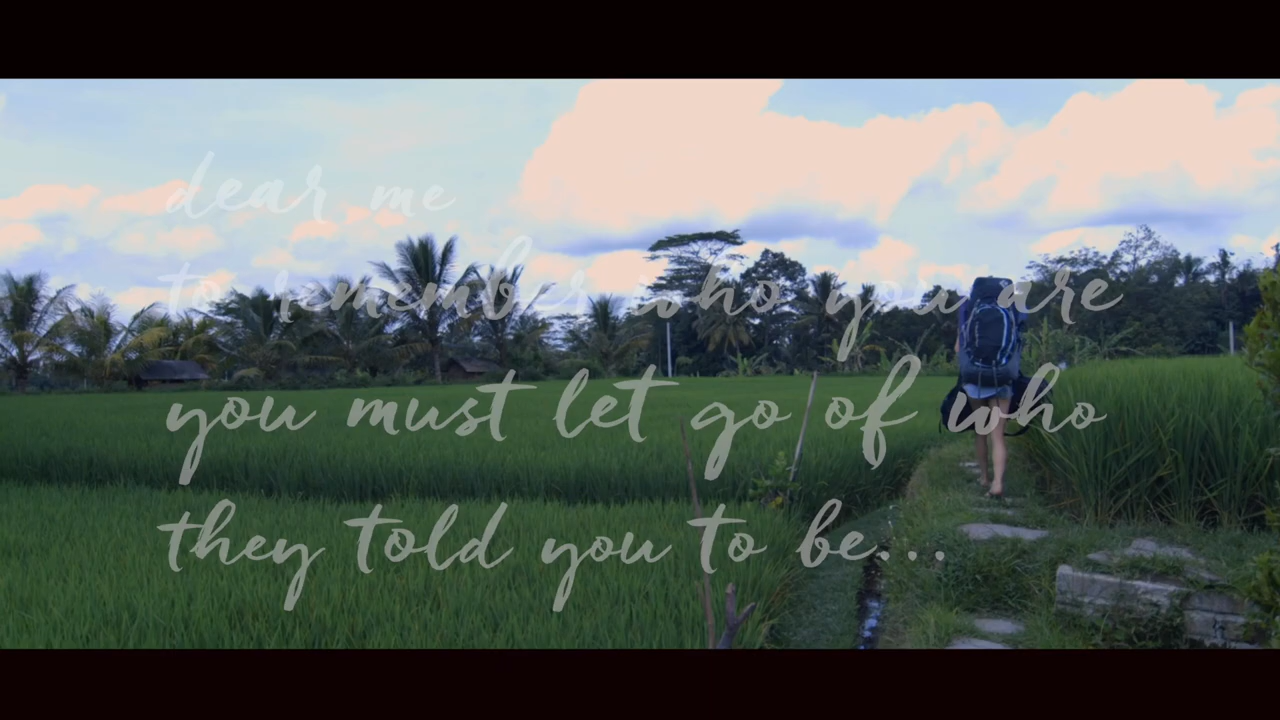 dear me
to remember who you are
you must let go of who
they told you to be...